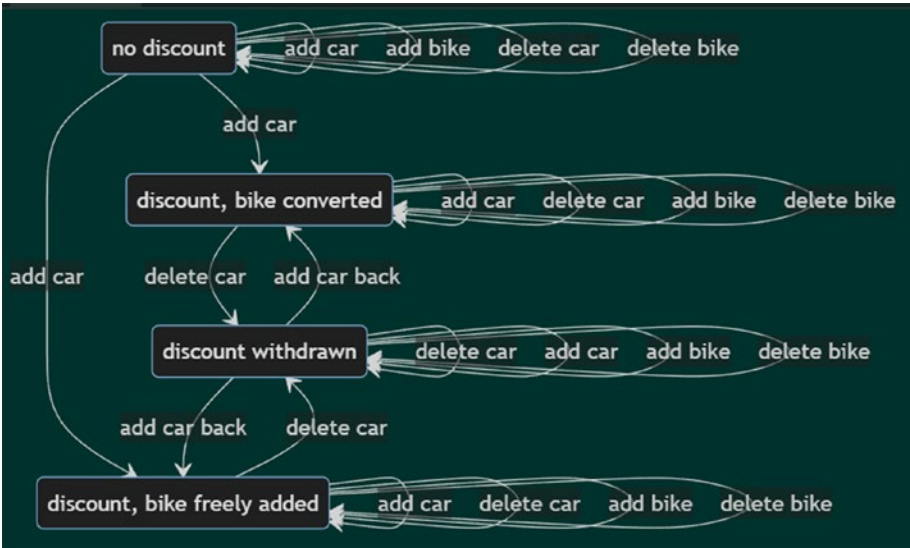 no discount add car add bike delete car delete bike
add car
discount, bike converted add car delete car add bike delete bike
add car delete car add car back
discount withdrawn delete car add car add bike delete bike
add car back delete car
discount, bike freely added add car delete car add bike delete bike